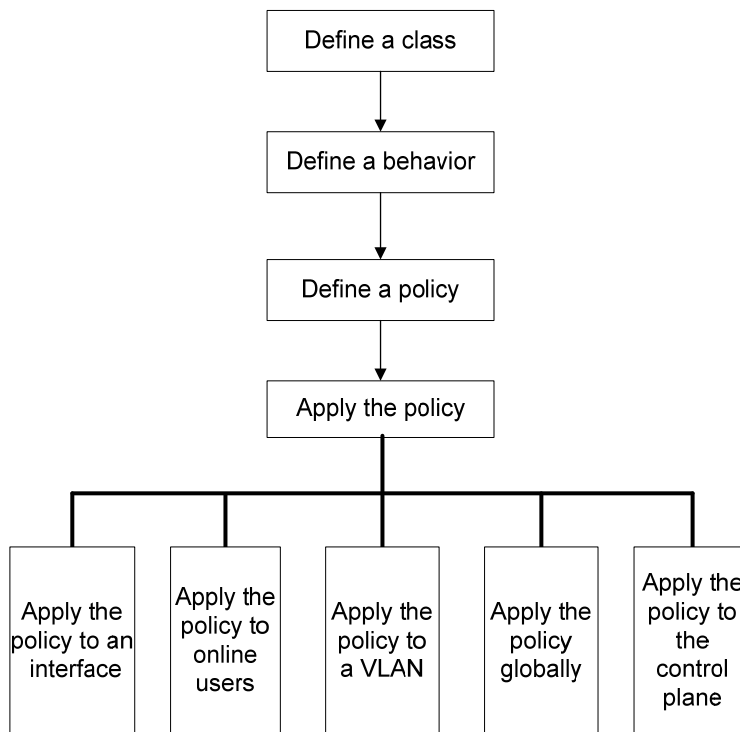 Define a class
Define a behavior
Define a policy
Apply the policy
Apply the
policy to an
interface
Apply the
policy to
online
users
Apply the
policy to
a VLAN
Apply the
policy
globally
Apply the
policy to
the
control
plane